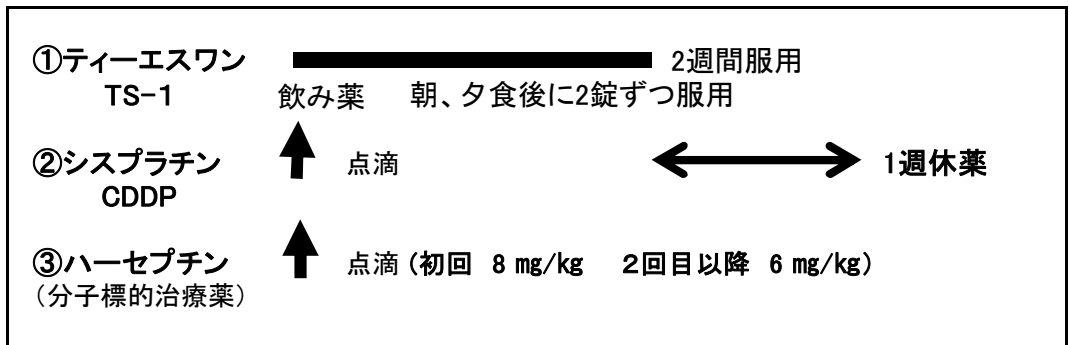 ①ティーエスワン 2週間服用
TS-1 飲み薬 朝、夕食後に2錠ずつ服用
②シスプラチン 点滴 1週休薬
CDDP
③ハーセプチン 点滴 (初回 8 mg/kg 2回目以降 6 mg/kg)
(分子標的治療薬)